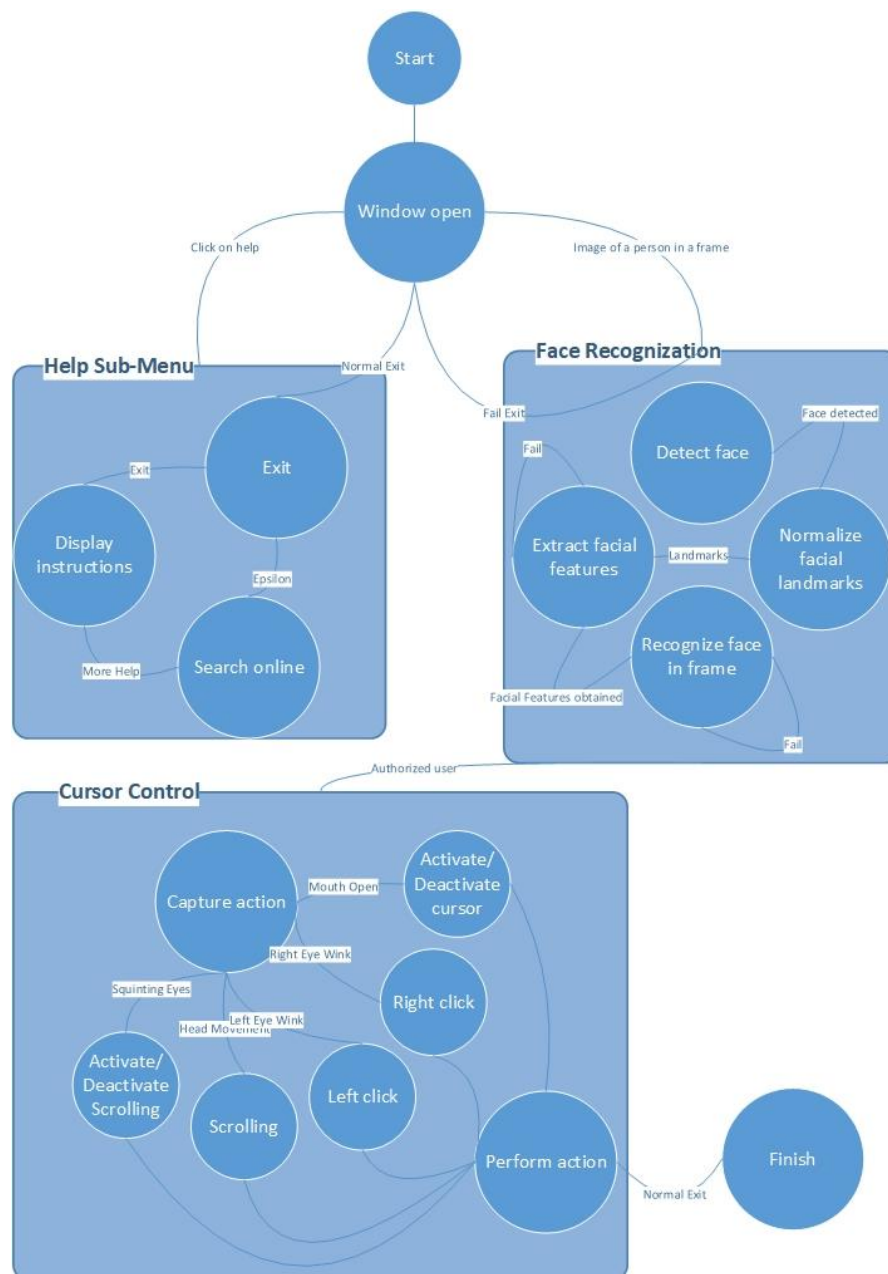 Start
Window open
Click on help
Image of a person in a frame
Help Sub-Menu
Normal Exit
Face Recognization
Fail Exit
Face detected
Detect face
Exit
Exit
Fail
Display
instructions
Extract facial
features
Landmarks
Normalize
facial
landmarks
Epsilon
More Help
Search online
Recognize face
in frame
Facial Features obtained
Fail
Authorized user
Cursor Control
Capture action
Mouth Open
Activate/
Deactivate
cursor
Right Eye Wink
Squinting Eyes
Right click
Left Eye Wink
Head Movement
Activate/
Deactivate
Scrolling
Scrolling
Left click
Perform action
Normal Exit
Finish